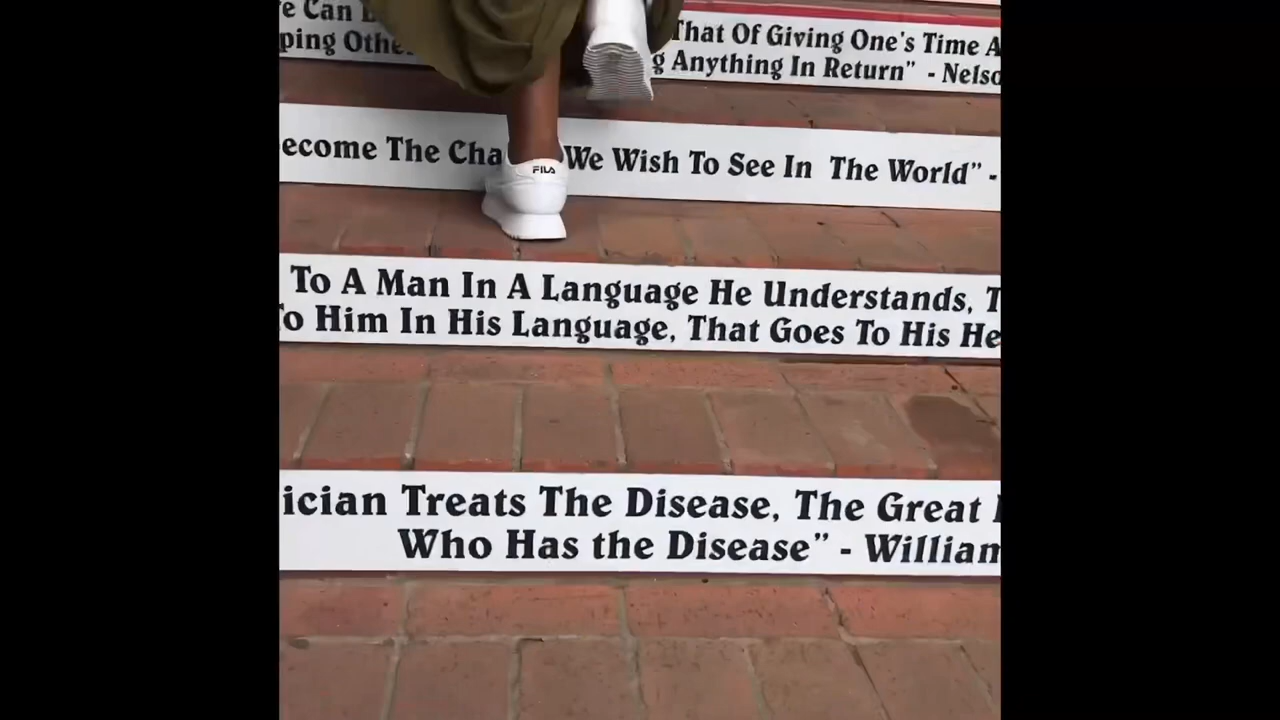 e Can
ping Othe
That Of Giving One's Time A
g Anything In Return" - Nelso
ecome The Cha We Wish To See In The World" -
FILA
To A Man In A Language He Understands, T
To Him In His Language, That Goes To His He
ician Treats The Disease, The Great
Who Has the Disease" - William